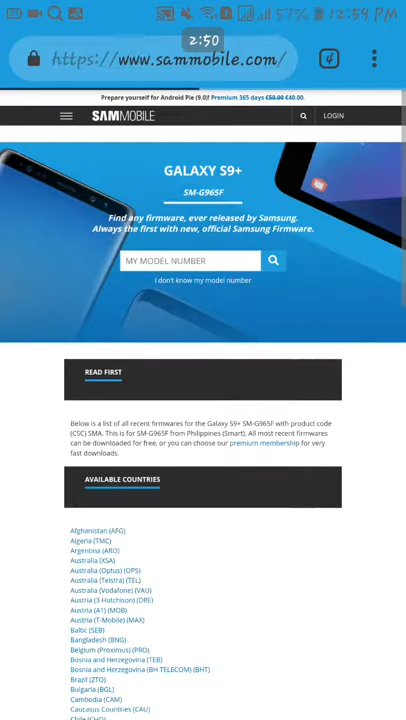 57% 12:59 PM
2:50
https://www.sammobile.com/
4
Prepare yourself for Android Pie (9.0)! Premium 365 days €50.00 €40.00.
SAMMOBILE
LOGIN
GALAXY S9+
SM-G965F
Find any firmware, ever released by Samsung.
Always the first with new, official Samsung Firmware.
MY MODEL NUMBER
I don't know my model number
READ FIRST
Below is a list of all recent firmwares for the Galaxy S9+ SM-G965F with product code
(CSC) SMA. This is for SM-G965F from Philippines (Smart). All most recent firmwares
can be downloaded for free, or you can choose our premium membership for very
fast downloads.
AVAILABLE COUNTRIES
Afghanistan (AFG)
Algeria (TMC)
Argentina (ARO)
Australia (XSA)
Australia (Optus) (OPS)
Australia (Telstra) (TEL)
Australia (Vodafone) (VAU)
Austria (3 Hutchison) (DRE)
Austria (A1) (MOB)
Austria (T-Mobile) (MAX)
Baltic (SEB)
Bangladesh (BNG)
Belgium (Proximus) (PRO)
Bosnia and Herzegovina (TEB)
Bosnia and Herzegovina (BH TELECOM) (BHT)
Brazil (ZTO)
Bulgaria (BGL)
Cambodia (CAM)
Caucasus Countries (CAU)
Chile (CHO)